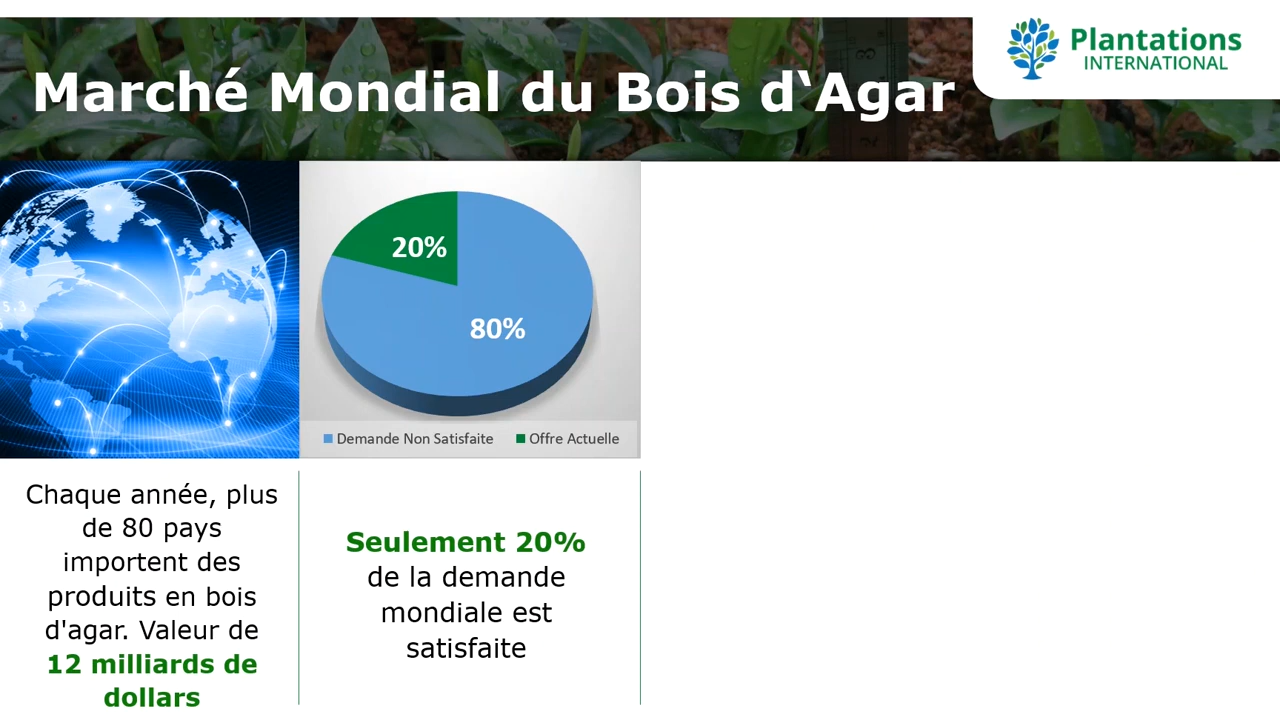 Marché Mondial du Bois d‘Agar
Plantations
INTERNATIONAL
20%
80%
Demande Non Satisfaite
Offre Actuelle
Chaque année, plus
de 80 pays
importent des
produits en bois
d'agar. Valeur de
12 milliards de
dollars
Seulement 20%
de la demande
mondiale est
satisfaite